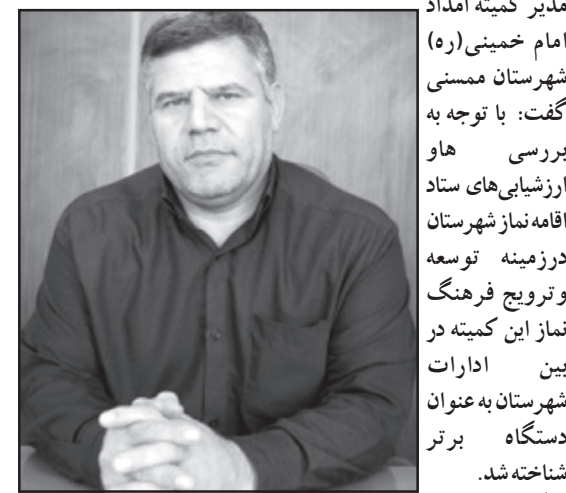 مدیر کمیته امداد
امام خمینی(ره)
شهرستان ممسنی
گفت: با توجه به
بررسی هاو
ارزشیابی‌های ستاد
اقامه‌نماز شهرستان
درزمینه توسعه
وترویج فرهنگ
نماز این کمیته در
بین ادارات
شهرستان به عنوان
دستگاه برتر
شناخته شد.